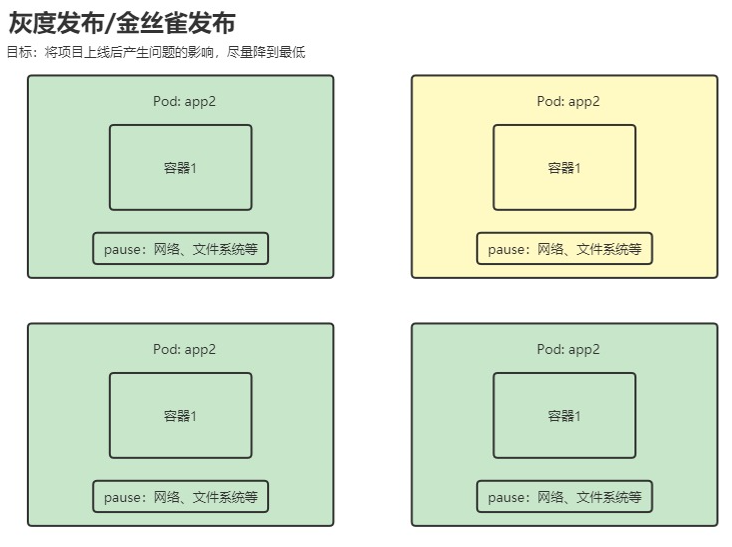 灰度发布/金丝雀发布
目标：将项目上线后产生问题的影响，尽量降到最低
Pod: app2
容器1
pause：网络、文件系统等
Pod: app2
容器1
pause：网络、文件系统等
Pod: app2
容器1
pause：网络、文件系统等
Pod: app2
容器1
pause：网络、文件系统等